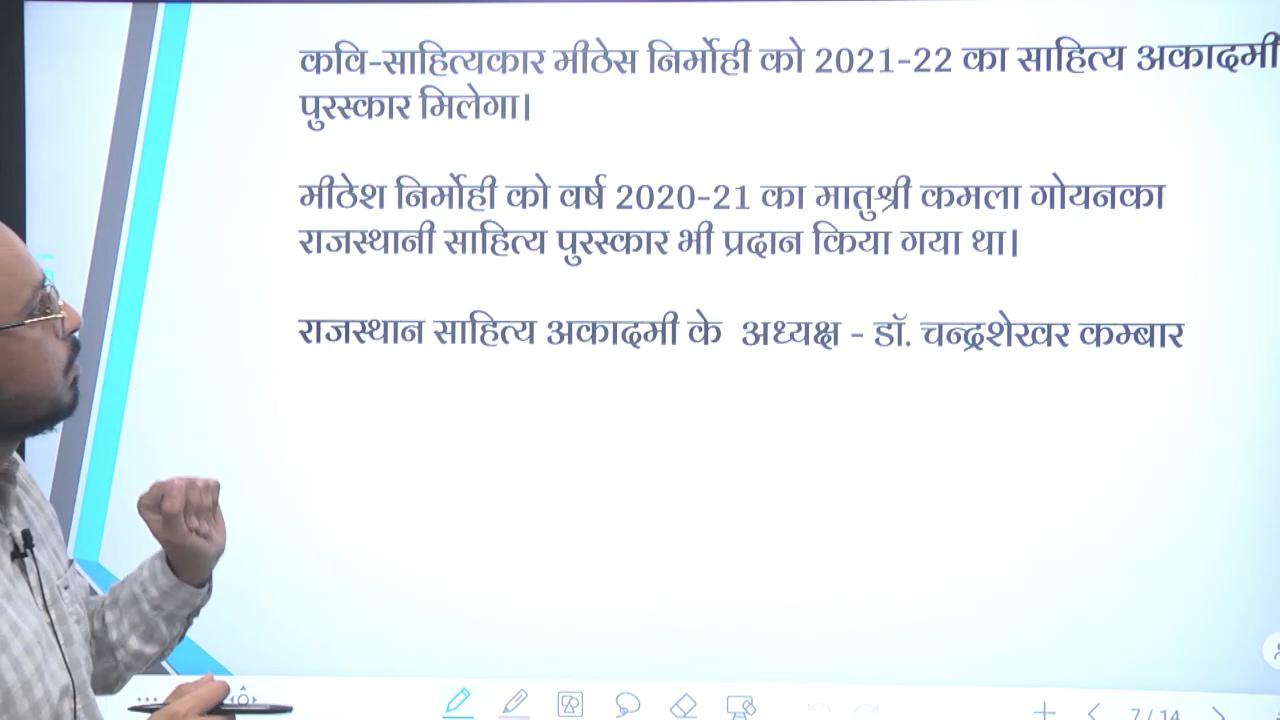 कवि-साहित्यकार मीठेस निर्मोही को 2021-22 का साहित्य अकादमी
पुरस्कार मिलेगा।
मीठेश निर्मोही को वर्ष 2020-21 का मातुश्री कमला गोयनका
राजस्थानी साहित्य पुरस्कार भी प्रदान किया गया था।
राजस्थान साहित्य अकादमी के अध्यक्ष - डॉ. चन्द्रशेखर कम्बार
7 / 14